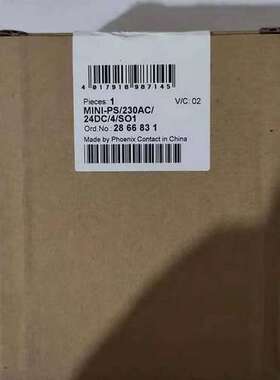 4 017918 987145
Pieces: 1 V/C: 02
MINI-PS/230AC/
24DC/4/SO1
Ord.No.: 28 66 83 1
Made by Phoenix Contact in China